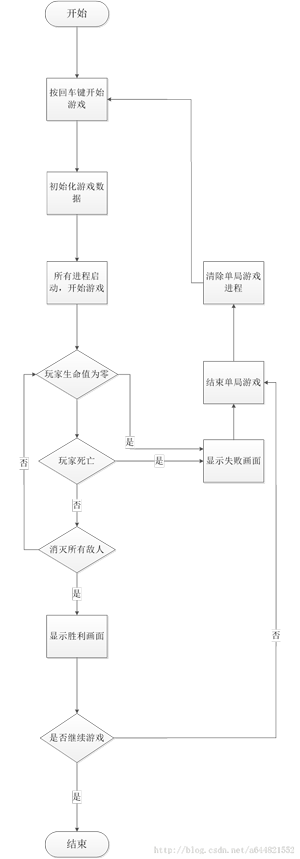 开始
按回车键开始
游戏
初始化游戏数
据
所有进程启
动，开始游戏
清除单局游戏
进程
玩家生命值为零
结束单局游戏
是
玩家死亡
是
显示失败画面
否
否
消灭所有敌人
是
显示胜利画面
否
是否继续游戏
是
结束
http://blog.csdn.net/a644821552